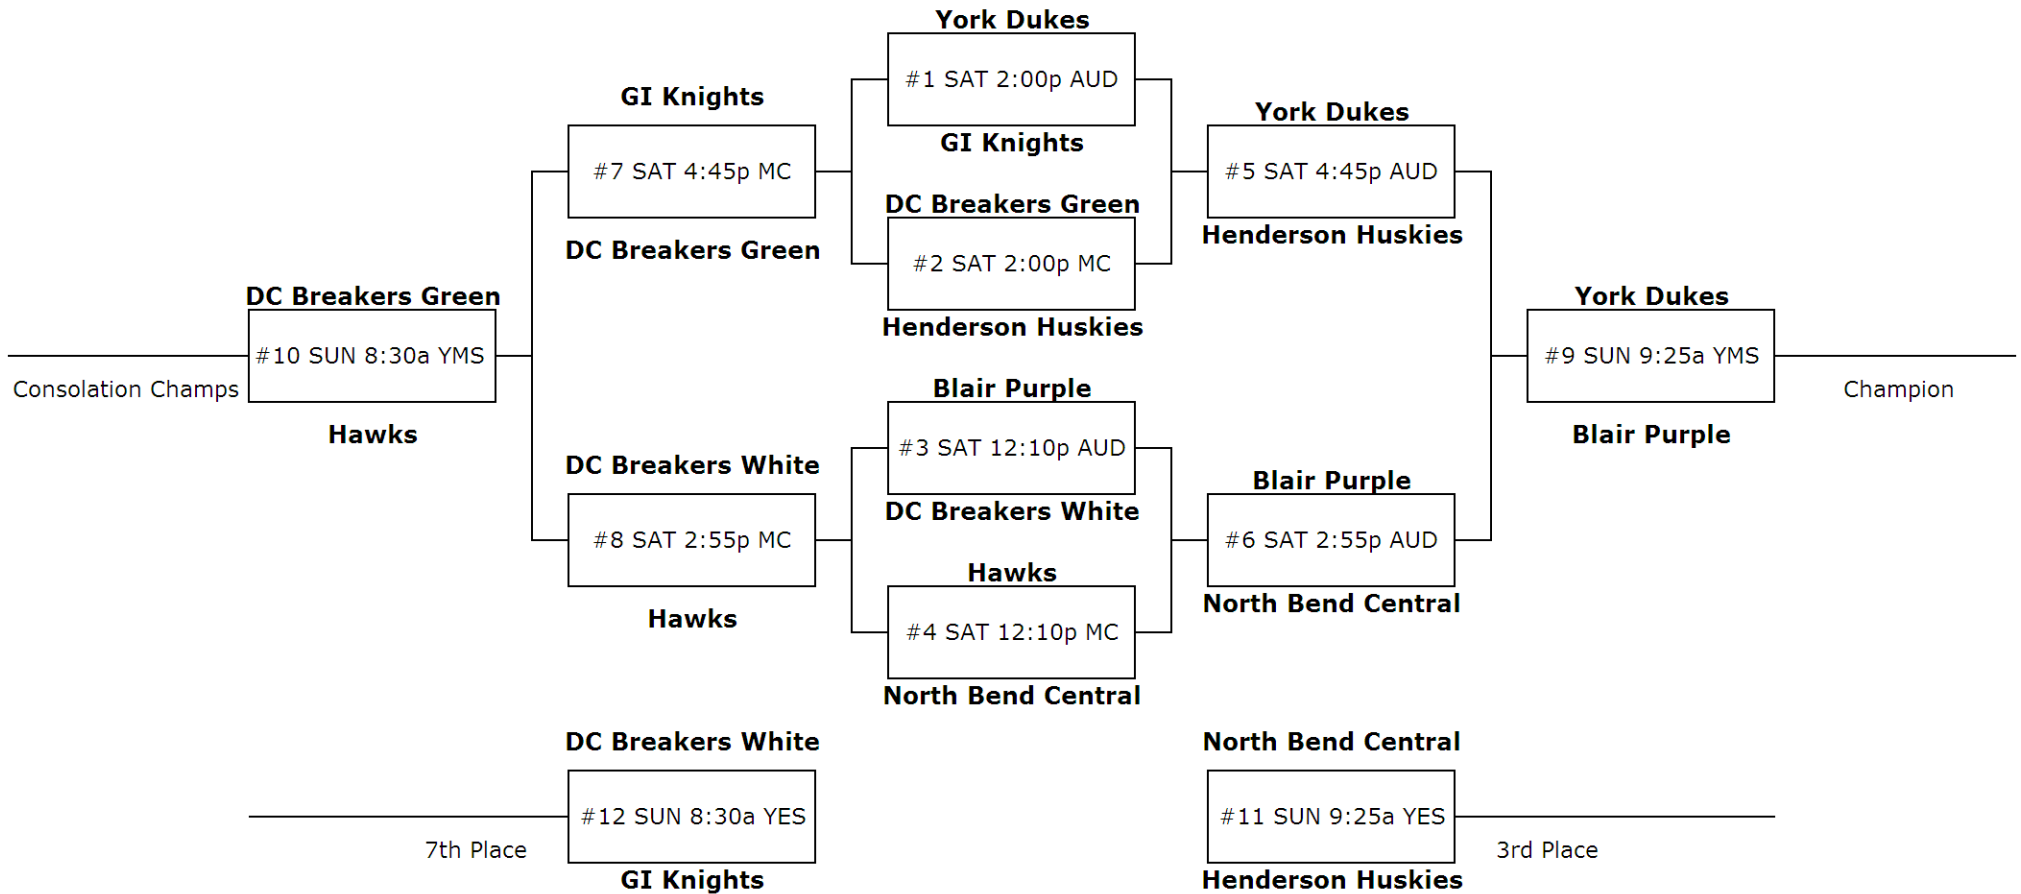 York Dukes
#1 SAT 2:00p AUD
GI Knights
GI Knights
#7 SAT 4:45p MC
DC Breakers Green
York Dukes
#5 SAT 4:45p AUD
Henderson Huskies
DC Breakers Green
#2 SAT 2:00p MC
Henderson Huskies
DC Breakers Green
#10 SUN 8:30a YMS
Consolation Champs
Hawks
York Dukes
#9 SUN 9:25a YMS
Champion
Blair Purple
Blair Purple
#3 SAT 12:10p AUD
DC Breakers White
DC Breakers White
#8 SAT 2:55p MC
Hawks
Blair Purple
#6 SAT 2:55p AUD
North Bend Central
Hawks
#4 SAT 12:10p MC
North Bend Central
DC Breakers White
#12 SUN 8:30a YES
7th Place
GI Knights
North Bend Central
#11 SUN 9:25a YES
3rd Place
Henderson Huskies